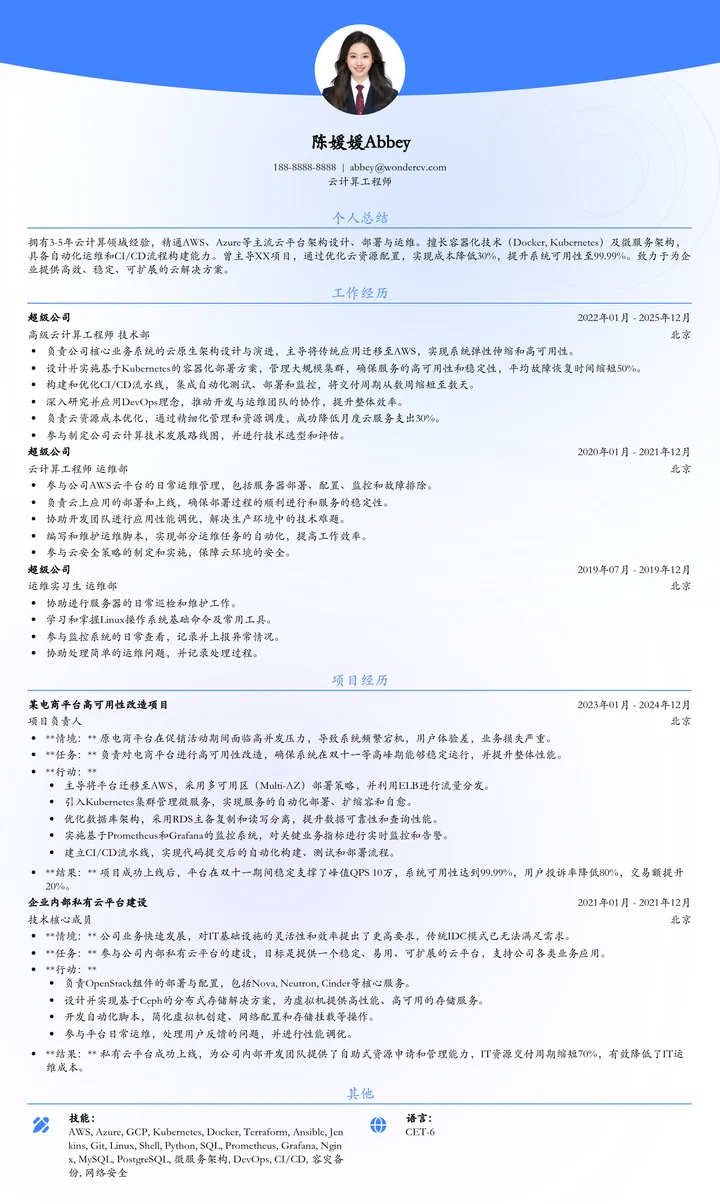 陈媛媛Abbey
188-8888-8888 | abbey@wondercv.com
云计算工程师
个人总结
拥有3-5年云计算领域经验，精通AWS、Azure等主流云平台架构设计、部署与运维。擅长容器化技术（Docker, Kubernetes）及微服务架构，
具备自动化运维和CI/CD流程构建能力。曾主导XX项目，通过优化云资源配置，实现成本降低30%，提升系统可用性至99.99%。致力于为企
业提供高效、稳定、可扩展的云解决方案。
工作经历
超级公司 2022年01月 - 2025年12月
高级云计算工程师 技术部 北京
• 负责公司核心业务系统的云原生架构设计与演进，主导将传统应用迁移至AWS，实现系统弹性伸缩和高可用性。
• 设计并实施基于Kubernetes的容器化部署方案，管理大规模集群，确保服务的高可用性和稳定性，平均故障恢复时间缩短50%。
• 构建和优化CI/CD流水线，集成自动化测试、部署和监控，将交付周期从数周缩短至数天。
• 深入研究并应用DevOps理念，推动开发与运维团队的协作，提升整体效率。
• 负责云资源成本优化，通过精细化管理和资源调度，成功降低月度云服务支出30%。
• 参与制定公司云计算技术发展路线图，并进行技术选型和评估。
超级公司 2020年01月 - 2021年12月
云计算工程师 运维部 北京
• 参与公司AWS云平台的日常运维管理，包括服务器部署、配置、监控和故障排除。
• 负责云上应用的部署和上线，确保部署过程的顺利进行和服务的稳定性。
• 协助开发团队进行应用性能调优，解决生产环境中的技术难题。
• 编写和维护运维脚本，实现部分运维任务的自动化，提高工作效率。
• 参与云安全策略的制定和实施，保障云环境的安全。
超级公司 2019年07月 - 2019年12月
运维实习生 运维部 北京
• 协助进行服务器的日常巡检和维护工作。
• 学习和掌握Linux操作系统基础命令及常用工具。
• 参与监控系统的日常查看，记录并上报异常情况。
• 协助处理简单的运维问题，并记录处理过程。
项目经历
某电商平台高可用性改造项目 2023年01月 - 2024年12月
项目负责人 北京
• **情境：** 原电商平台在促销活动期间面临高并发压力，导致系统频繁宕机，用户体验差，业务损失严重。
• **任务：** 负责对电商平台进行高可用性改造，确保系统在双十一等高峰期能够稳定运行，并提升整体性能。
• **行动：**
• 主导将平台迁移至AWS，采用多可用区（Multi-AZ）部署策略，并利用ELB进行流量分发。
• 引入Kubernetes集群管理微服务，实现服务的自动化部署、扩缩容和自愈。
• 优化数据库架构，采用RDS主备复制和读写分离，提升数据可靠性和查询性能。
• 实施基于Prometheus和Grafana的监控系统，对关键业务指标进行实时监控和告警。
• 建立CI/CD流水线，实现代码提交后的自动化构建、测试和部署流程。
• **结果：** 项目成功上线后，平台在双十一期间稳定支撑了峰值QPS 10万，系统可用性达到99.99%，用户投诉率降低80%，交易额提升
20%。
企业内部私有云平台建设 2021年01月 - 2021年12月
技术核心成员 北京
• **情境：** 公司业务快速发展，对IT基础设施的灵活性和效率提出了更高要求，传统IDC模式已无法满足需求。
• **任务：** 参与公司内部私有云平台的建设，目标是提供一个稳定、易用、可扩展的云平台，支持公司各类业务应用。
• **行动：**
• 负责OpenStack组件的部署与配置，包括Nova, Neutron, Cinder等核心服务。
• 设计并实现基于Ceph的分布式存储解决方案，为虚拟机提供高性能、高可用的存储服务。
• 开发自动化脚本，简化虚拟机创建、网络配置和存储挂载等操作。
• 参与平台日常运维，处理用户反馈的问题，并进行性能调优。
• **结果：** 私有云平台成功上线，为公司内部开发团队提供了自助式资源申请和管理能力，IT资源交付周期缩短70%，有效降低了IT运
维成本。
其他
技能：
AWS, Azure, GCP, Kubernetes, Docker, Terraform, Ansible, Jen
kins, Git, Linux, Shell, Python, SQL, Prometheus, Grafana, Ngin
x, MySQL, PostgreSQL, 微服务架构, DevOps, CI/CD, 容灾备
份, 网络安全
语言：
CET-6